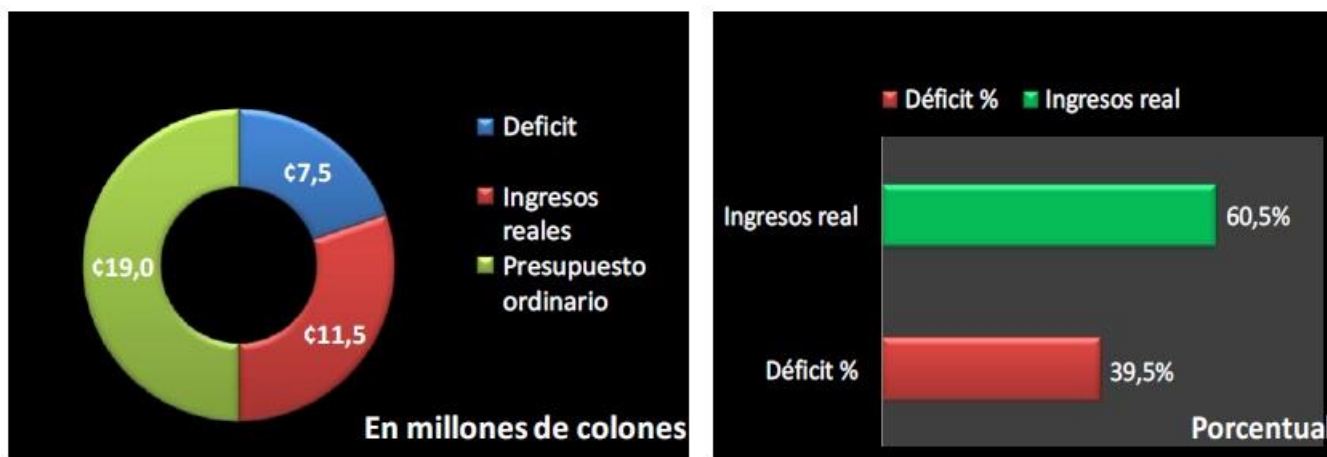 ¢7,5
¢19,0
¢11,5
Deficit
Ingresos
reales
Presupuesto
ordinario
En millones de colones
Déficit % Ingresos real
Ingresos real
60,5%
Déficit %
39,5%
Porcentual